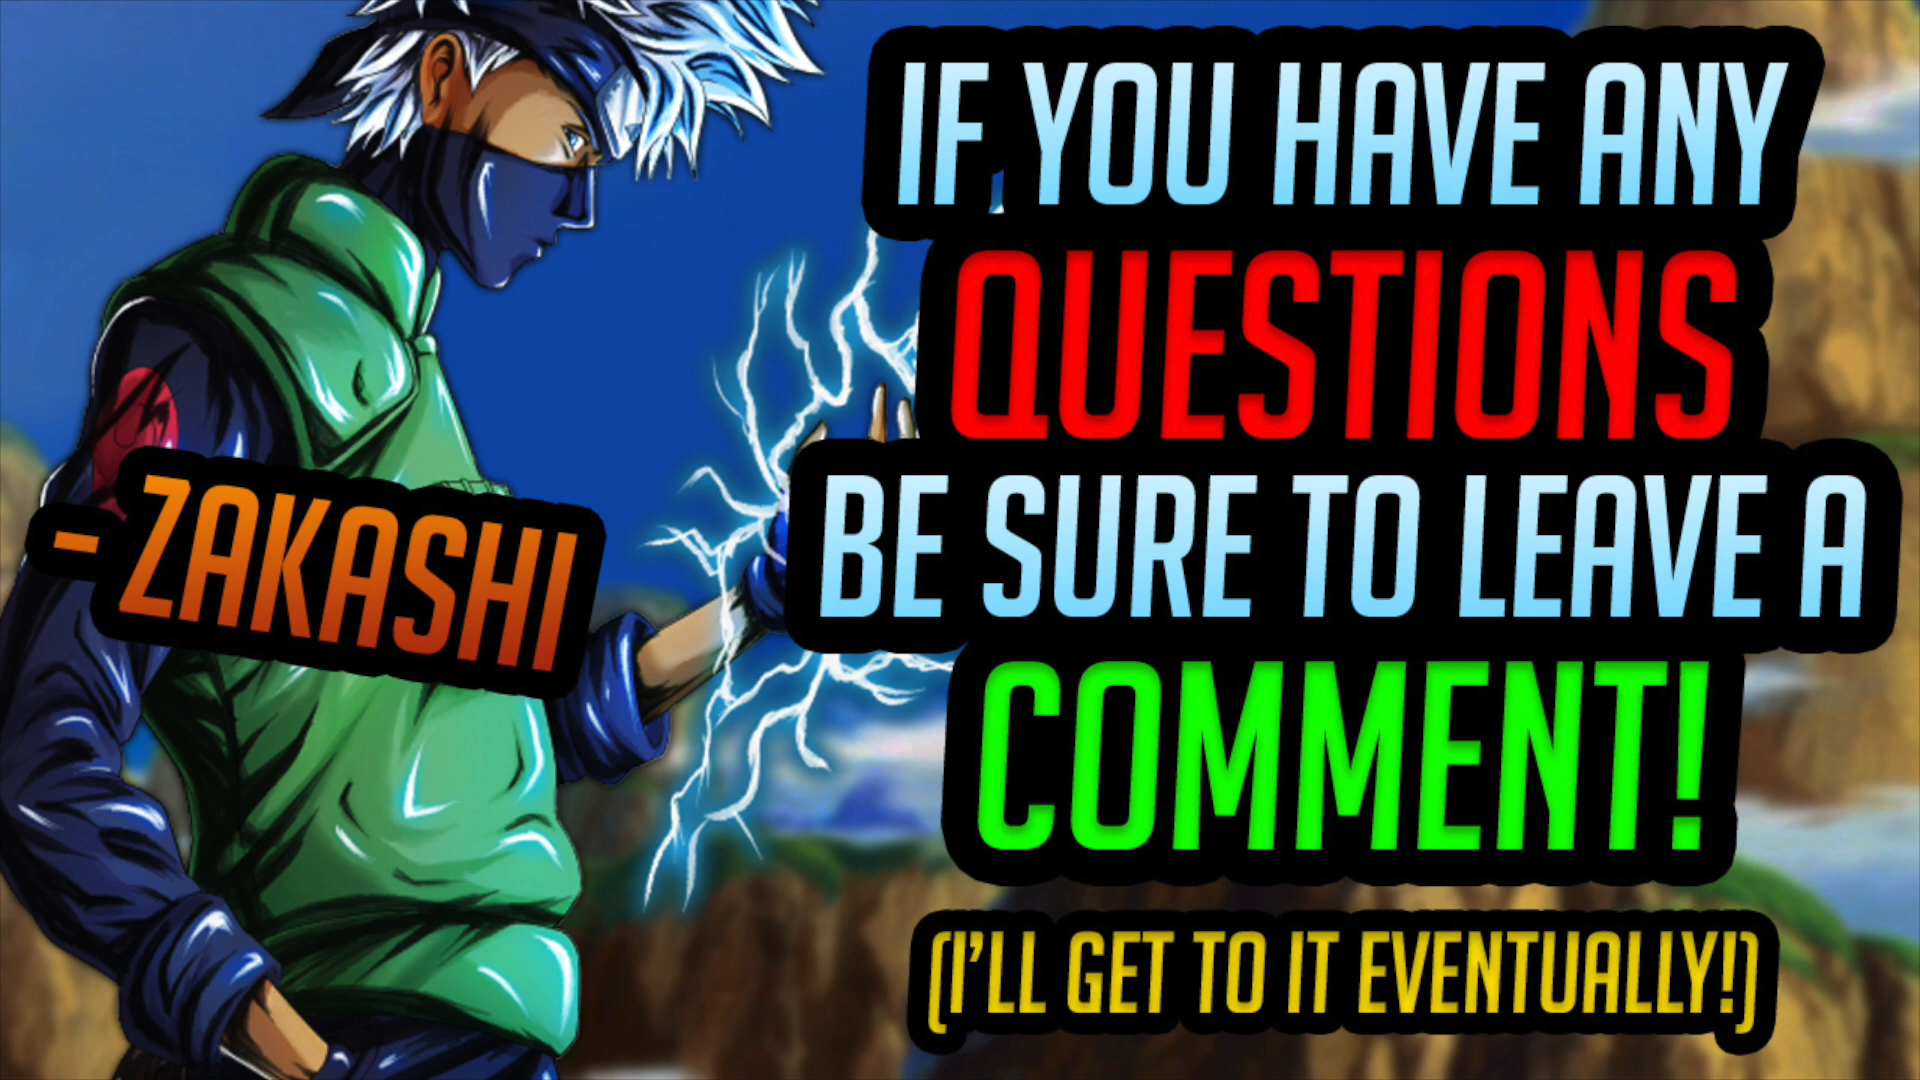 IF YOU HAVE ANY
QUESTIONS
BE SURE TO LEAVE A
COMMENT!
(I'LL GET TO IT EVENTUALLY!)
- ZAKASHI